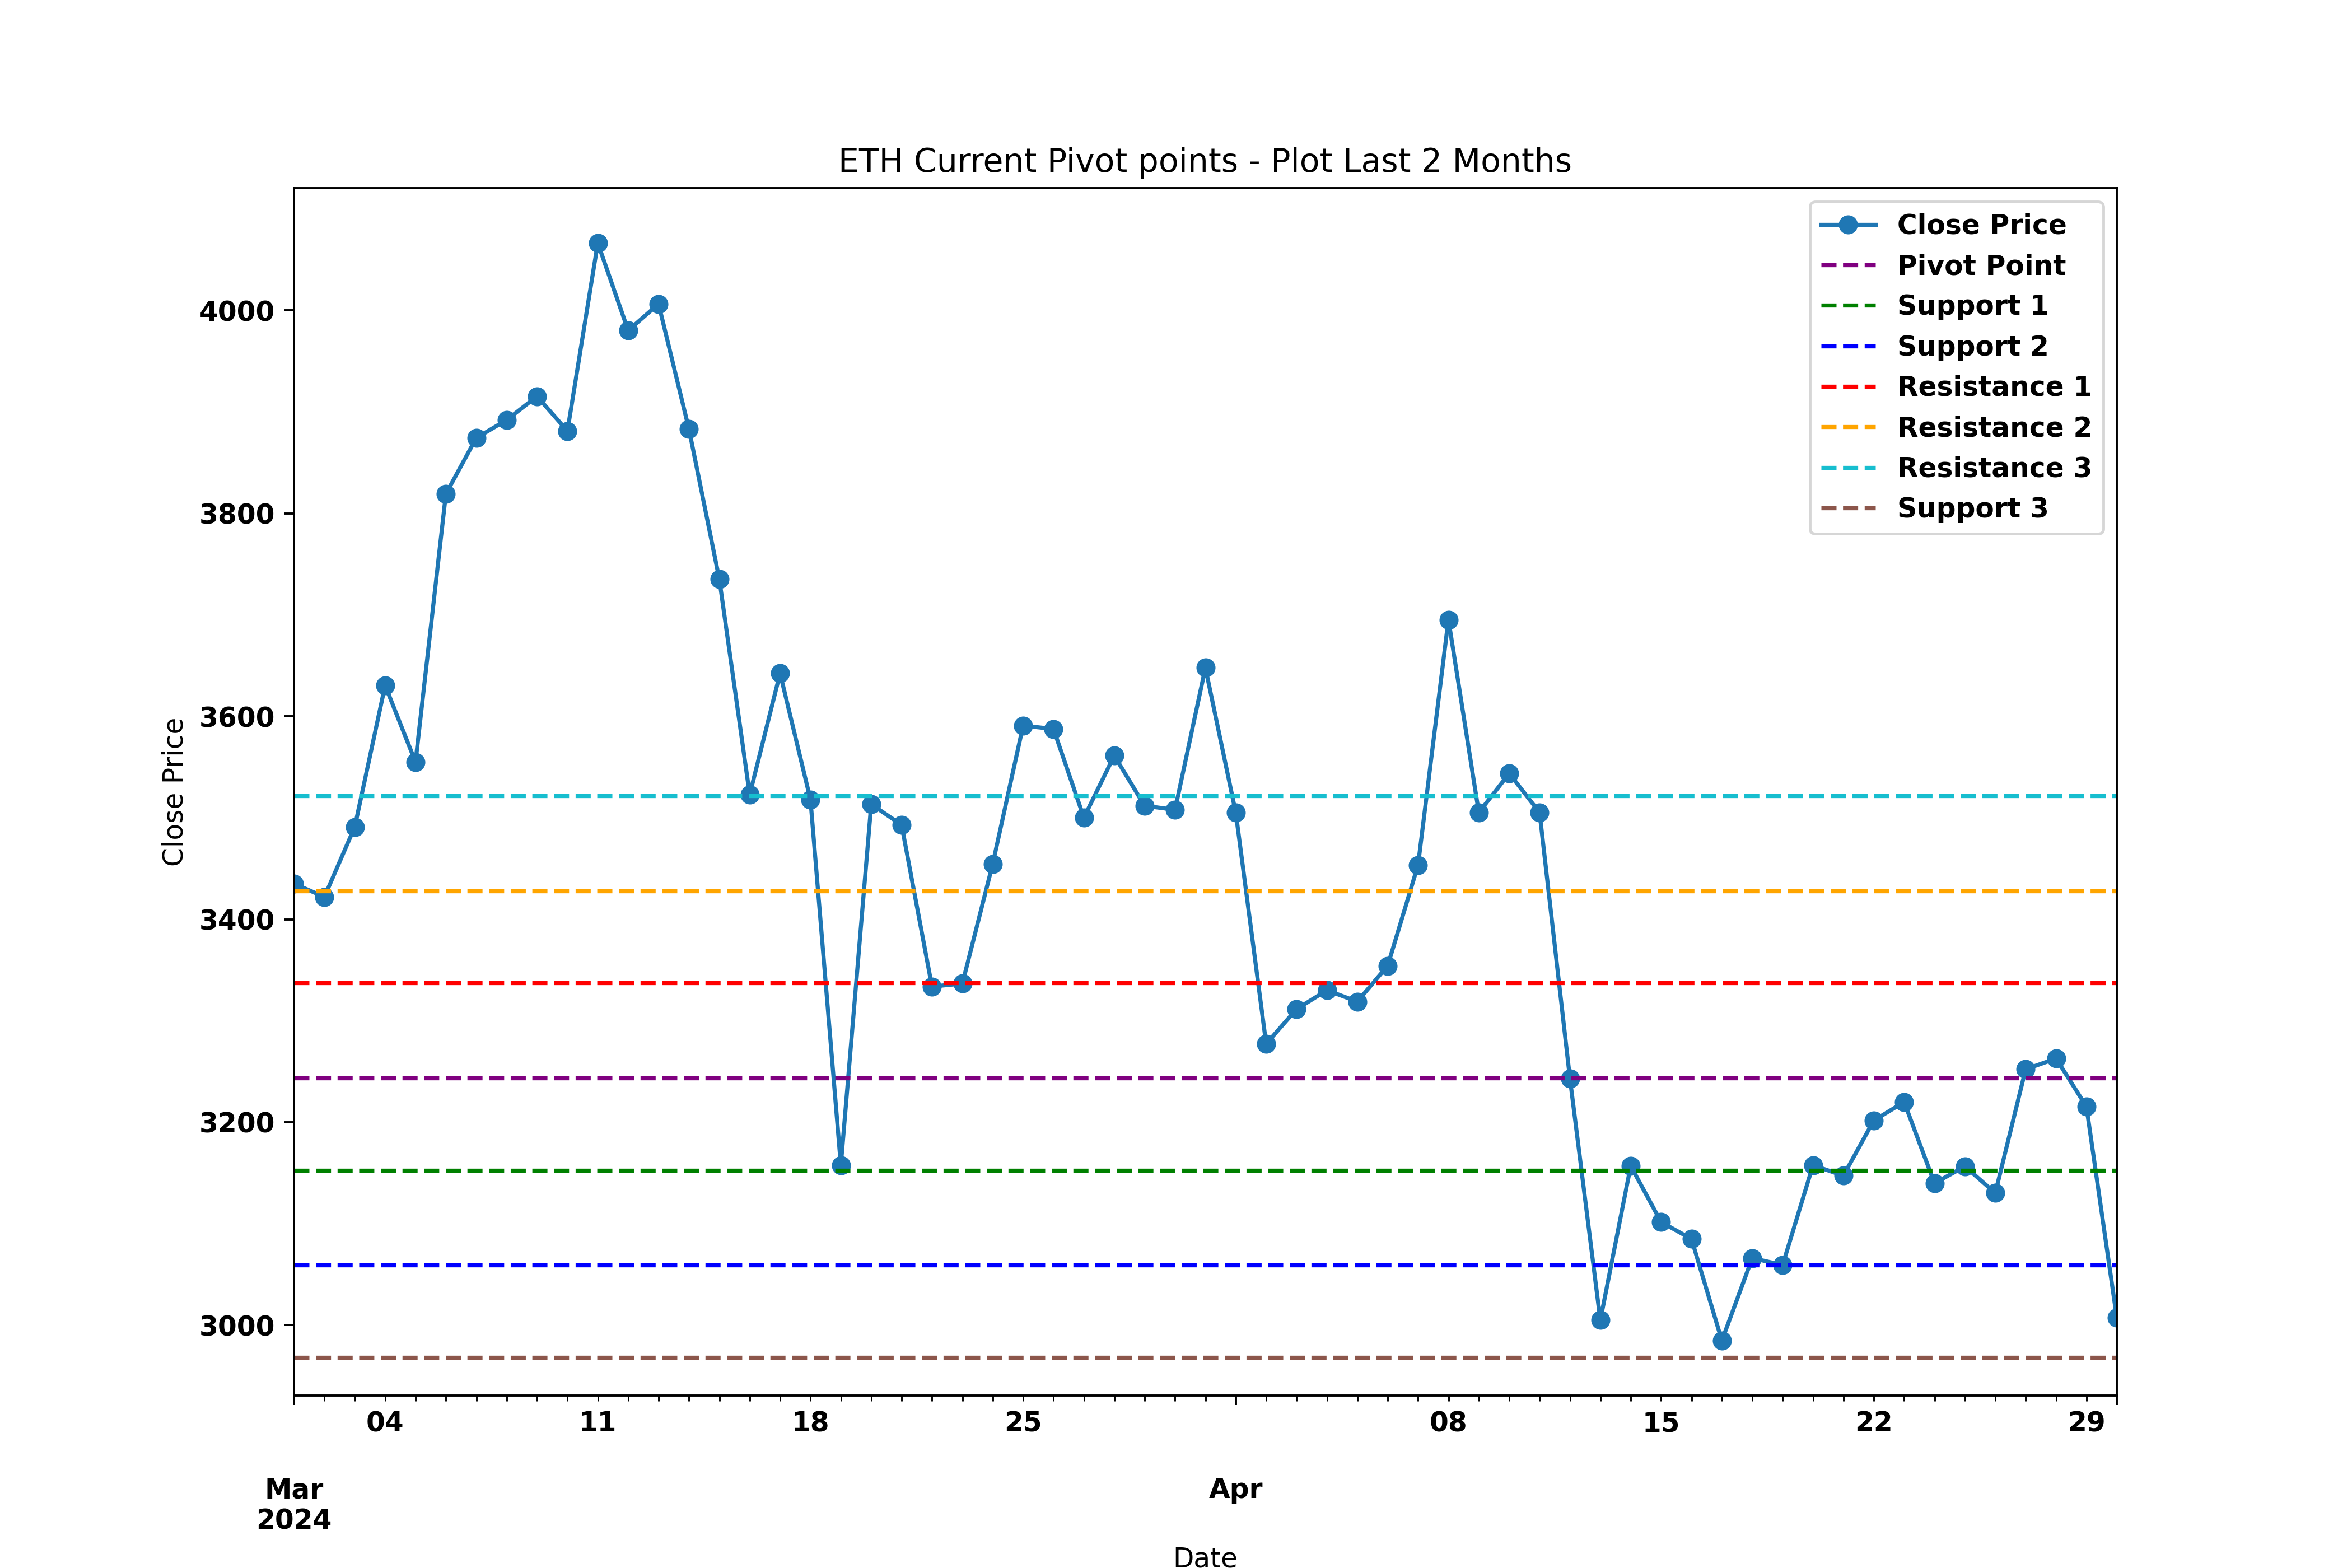 ETH Current Pivot points - Plot Last 2 Months
Close Price
Pivot Point
Support 1
Support 2
Resistance 1
Resistance 2
Resistance 3
Support 3
4000
3800
3600
3400
3200
3000
Close Price
04 11 18 25 08 15 22 29
Mar Apr
2024
Date